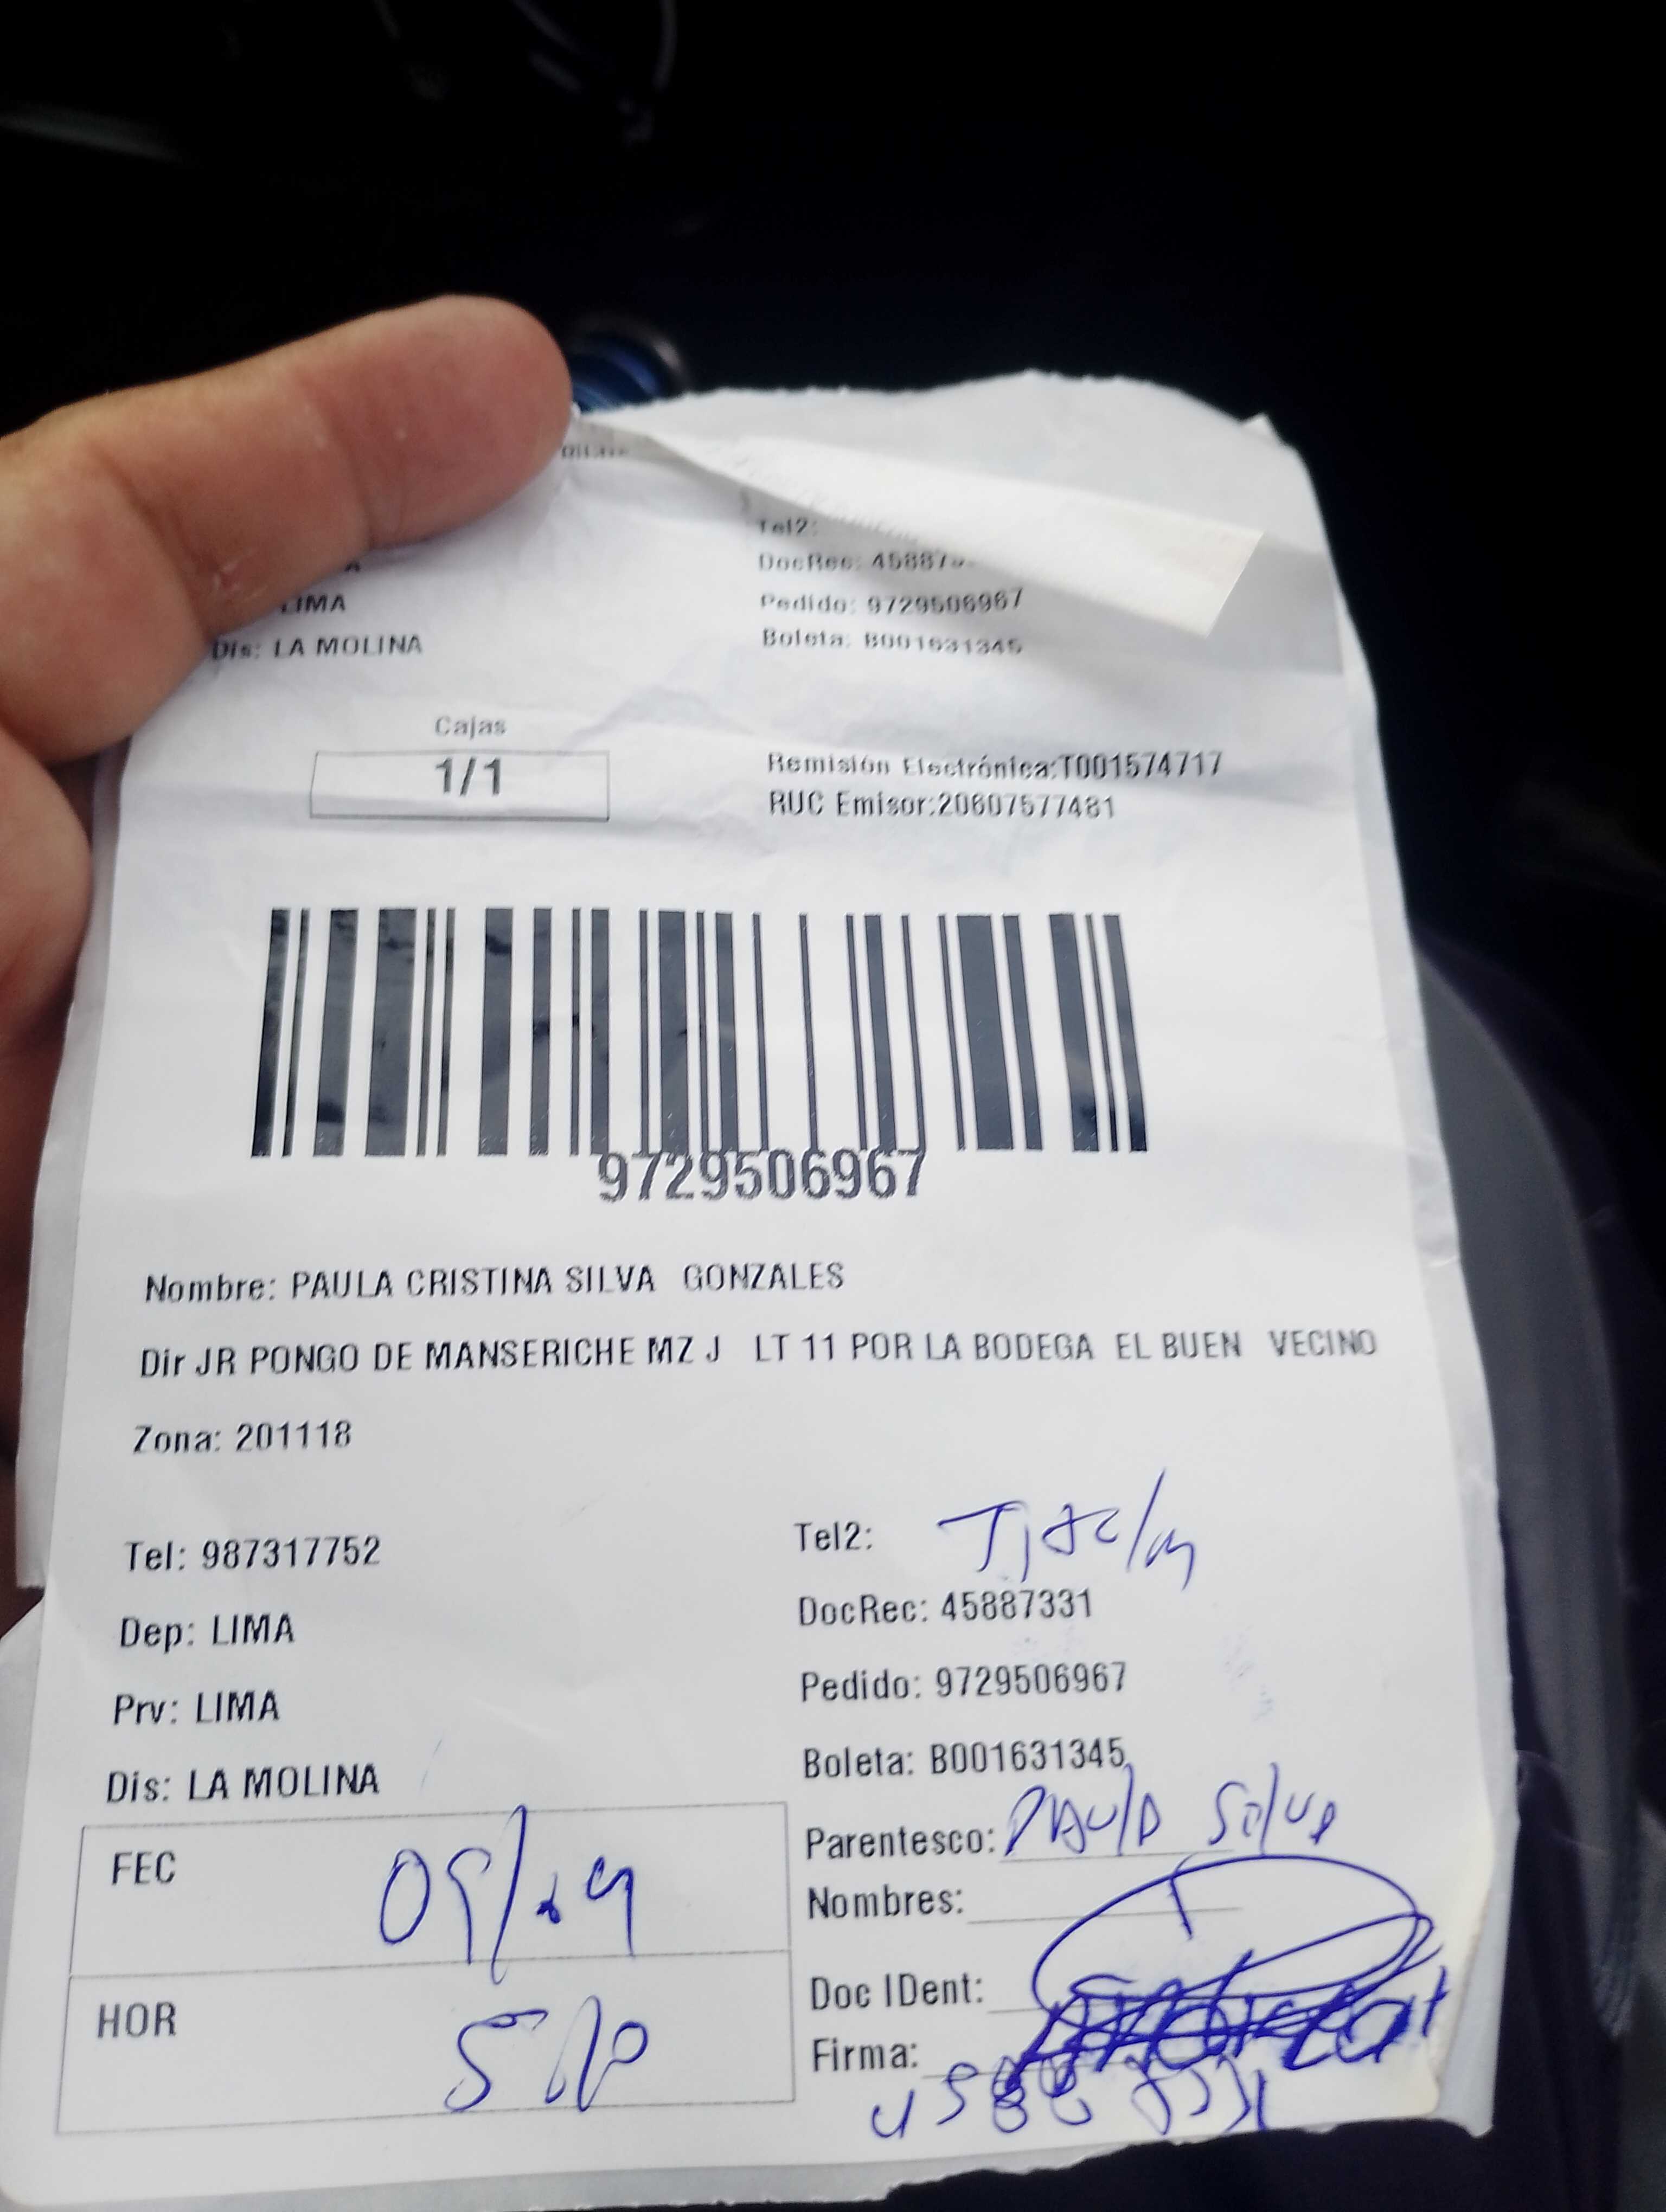 Tel2:
DocRec: 45887
LIMA
Pedido: 9729506967
Dis: LA MOLINA
Boleta: B001631345
Cajas
1/1
Remisión Electrónica:T001574717
RUC Emisor:20607577481
9729506967
Nombre: PAULA CRISTINA SILVA GONZALES
Dir JR PONGO DE MANSERICHE MZ J LT 11 POR LA BODEGA EL BUEN VECINO
Zona: 201118
Tel: 987317752
Tel2:
Dep: LIMA
DocRec: 45887331
Prv: LIMA
Pedido: 9729506967
Dis: LA MOLINA
Boleta: B001631345
Parentesco: PAULA Silva
FEC
Nombres:
HOR
Doc IDent:
Firma:
45887331